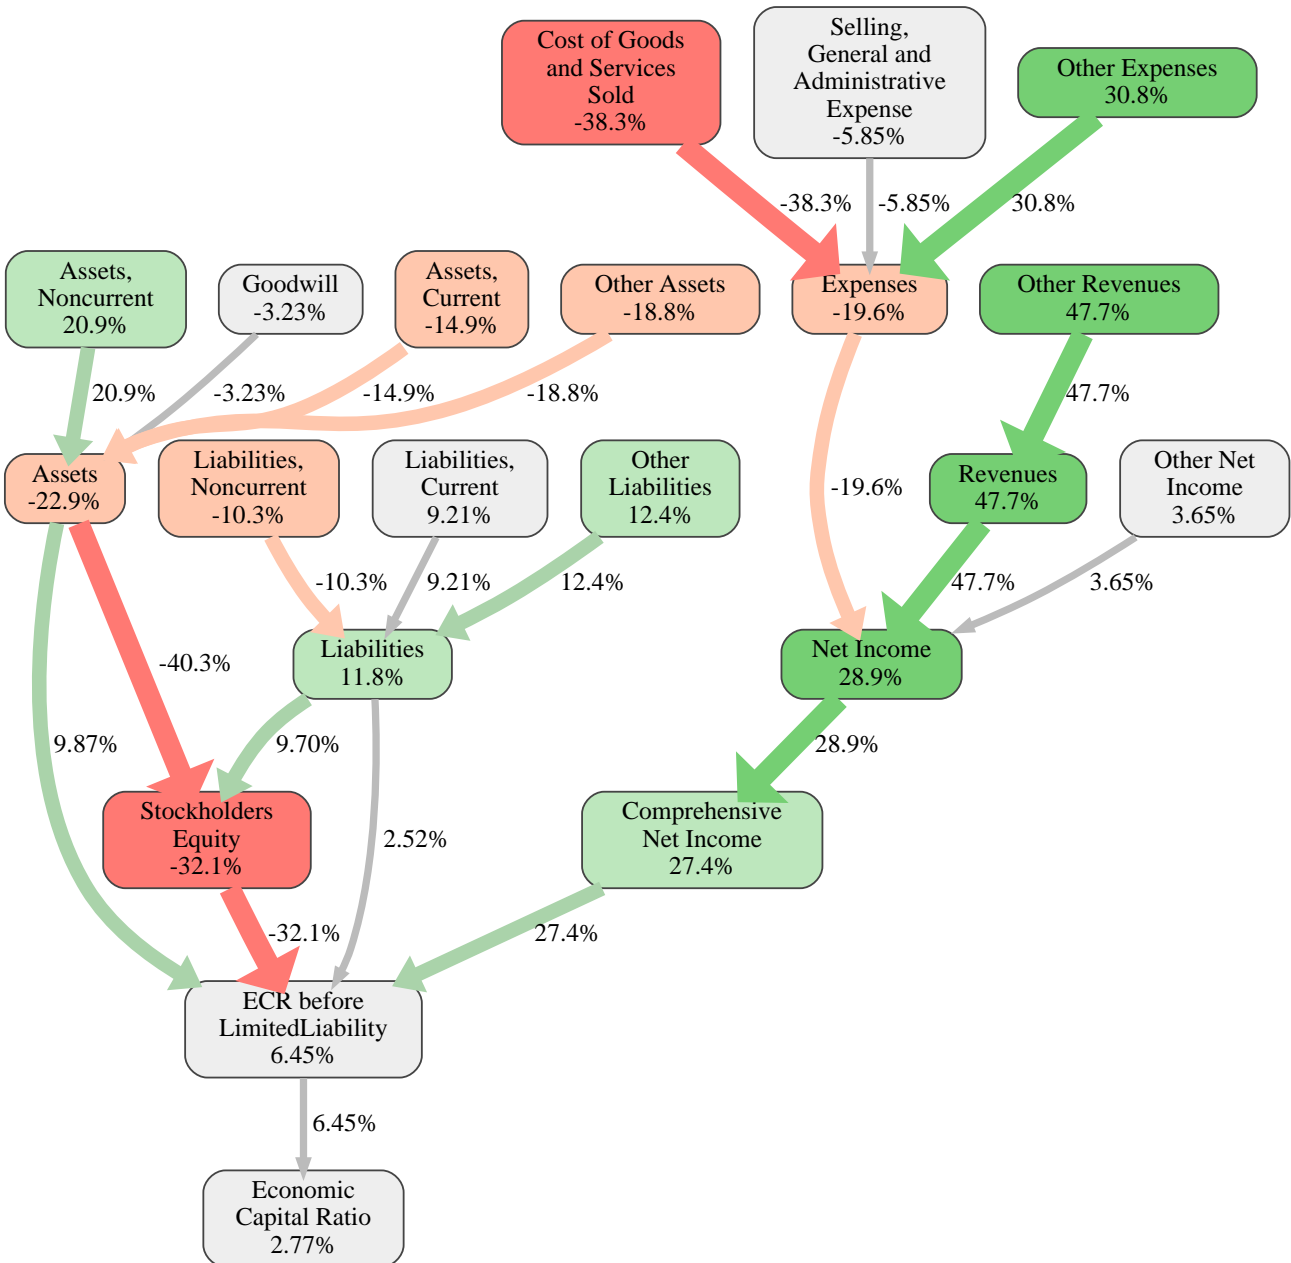 Cost of Goods
and Services
Sold
-38.3%
Selling,
General and
Administrative
Expense
-5.85%
Other Expenses
30.8%
-38.3%
-5.85%
30.8%
Assets,
Noncurrent
20.9%
Goodwill
-3.23%
Assets,
Current
-14.9%
Other Assets
-18.8%
Expenses
-19.6%
Other Revenues
47.7%
20.9%
-3.23%
-14.9%
-18.8%
47.7%
Assets
-22.9%
Liabilities,
Noncurrent
-10.3%
Liabilities,
Current
9.21%
Other
Liabilities
12.4%
-19.6%
Revenues
47.7%
Other Net
Income
3.65%
-10.3%
9.21%
12.4%
47.7%
3.65%
-40.3%
Liabilities
11.8%
Net Income
28.9%
9.87%
9.70%
28.9%
Stockholders
Equity
-32.1%
2.52%
Comprehensive
Net Income
27.4%
-32.1%
27.4%
ECR before
LimitedLiability
6.45%
6.45%
Economic
Capital Ratio
2.77%